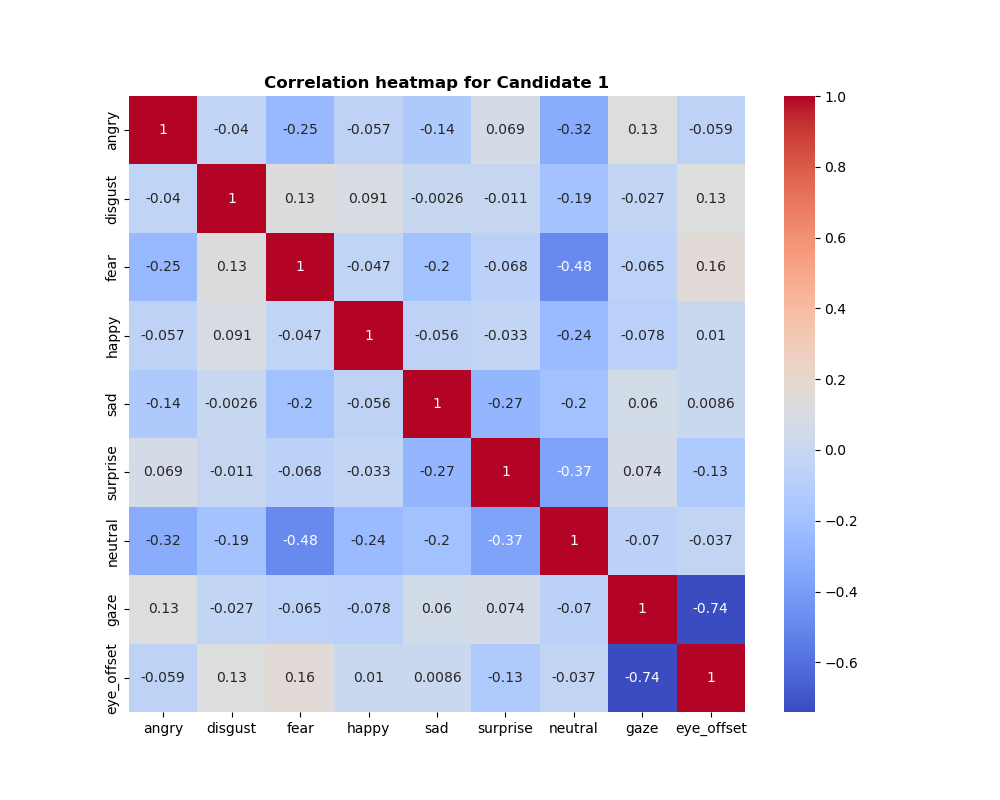 Correlation heatmap for Candidate 1
angry 1 -0.04 -0.25 -0.057 -0.14 0.069 -0.32 0.13 -0.059
disgust -0.04 1 0.13 0.091 -0.0026 -0.011 -0.19 -0.027 0.13
fear -0.25 0.13 1 -0.047 -0.2 -0.068 -0.48 -0.065 0.16
happy -0.057 0.091 -0.047 1 -0.056 -0.033 -0.24 -0.078 0.01
sad -0.14 -0.0026 -0.2 -0.056 1 -0.27 -0.2 0.06 0.0086
surprise 0.069 -0.011 -0.068 -0.033 -0.27 1 -0.37 0.074 -0.13
neutral -0.32 -0.19 -0.48 -0.24 -0.2 -0.37 1 -0.07 -0.037
gaze 0.13 -0.027 -0.065 -0.078 0.06 0.074 -0.07 1 -0.74
eye_offset -0.059 0.13 0.16 0.01 0.0086 -0.13 -0.037 -0.74 1
angry disgust fear happy sad surprise neutral gaze eye_offset
1.0
0.8
0.6
0.4
0.2
0.0
−0.2
−0.4
−0.6